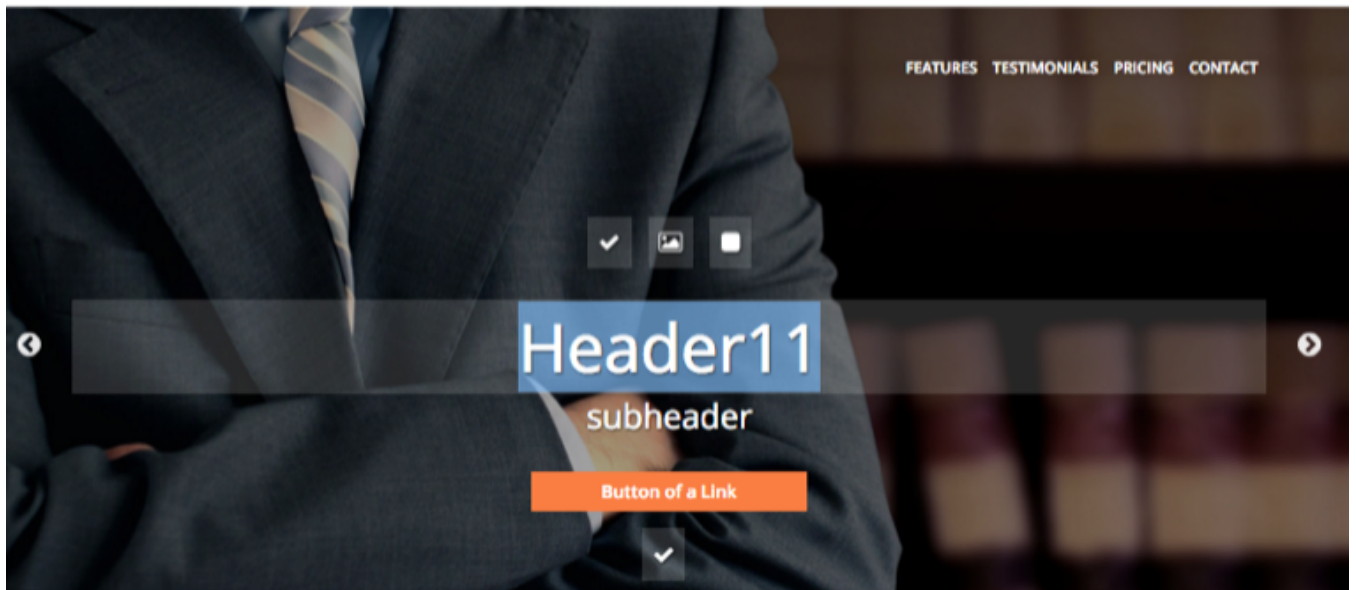 FEATURES TESTIMONIALS PRICING CONTACT
Header11
subheader
Button of a Link